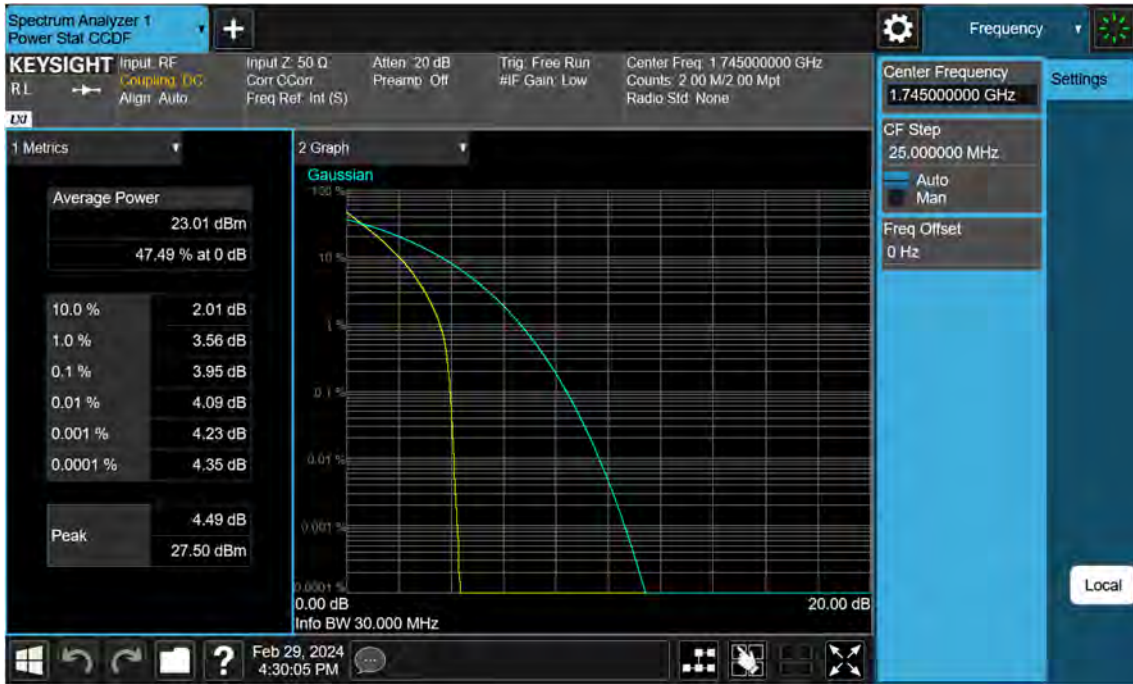 Spectrum Analyzer 1
Power Stat CCDF
+
Frequency
KEYSIGHT
R L
LXI
Input: RF
Coupling: DC
Align: Auto
Input Z: 50 Ω
Corr CCorr
Freq Ref: Int (S)
Atten: 20 dB
Preamp: Off
Trig: Free Run
#IF Gain: Low
Center Freq: 1.745000000 GHz
Counts: 2.00 M/2.00 Mpt
Radio Std: None
Center Frequency
1.745000000 GHz
Settings
CF Step
25.000000 MHz
Auto
Man
Freq Offset
0 Hz
Local
1 Metrics
Average Power
23.01 dBm
47.49 % at 0 dB
10.0 % 2.01 dB
1.0 % 3.56 dB
0.1 % 3.95 dB
0.01 % 4.09 dB
0.001 % 4.23 dB
0.0001 % 4.35 dB
Peak 4.49 dB
27.50 dBm
2 Graph
Gaussian
100 %
10 %
1 %
0.1 %
0.01 %
0.001 %
0.0001 %
0.00 dB 20.00 dB
Info BW 30.000 MHz
?
Feb 29, 2024
4:30:05 PM